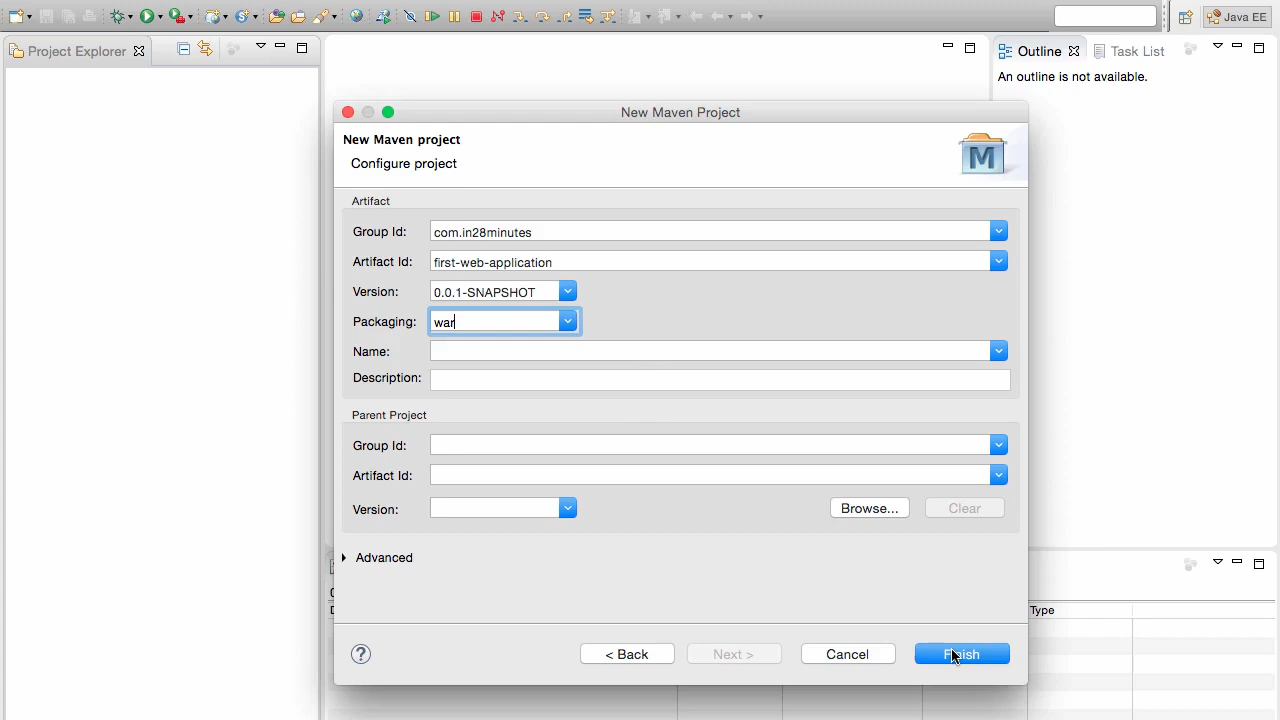 Java EE
Project Explorer
Outline
Task List
An outline is not available.
New Maven Project
New Maven project
Configure project
M
Artifact
Group Id: com.in28minutes
Artifact Id: first-web-application
Version: 0.0.1-SNAPSHOT
Packaging: war
Name:
Description:
Parent Project
Group Id:
Artifact Id:
Version:
Browse...
Clear
Advanced
Type
?
< Back
Next >
Cancel
Finish